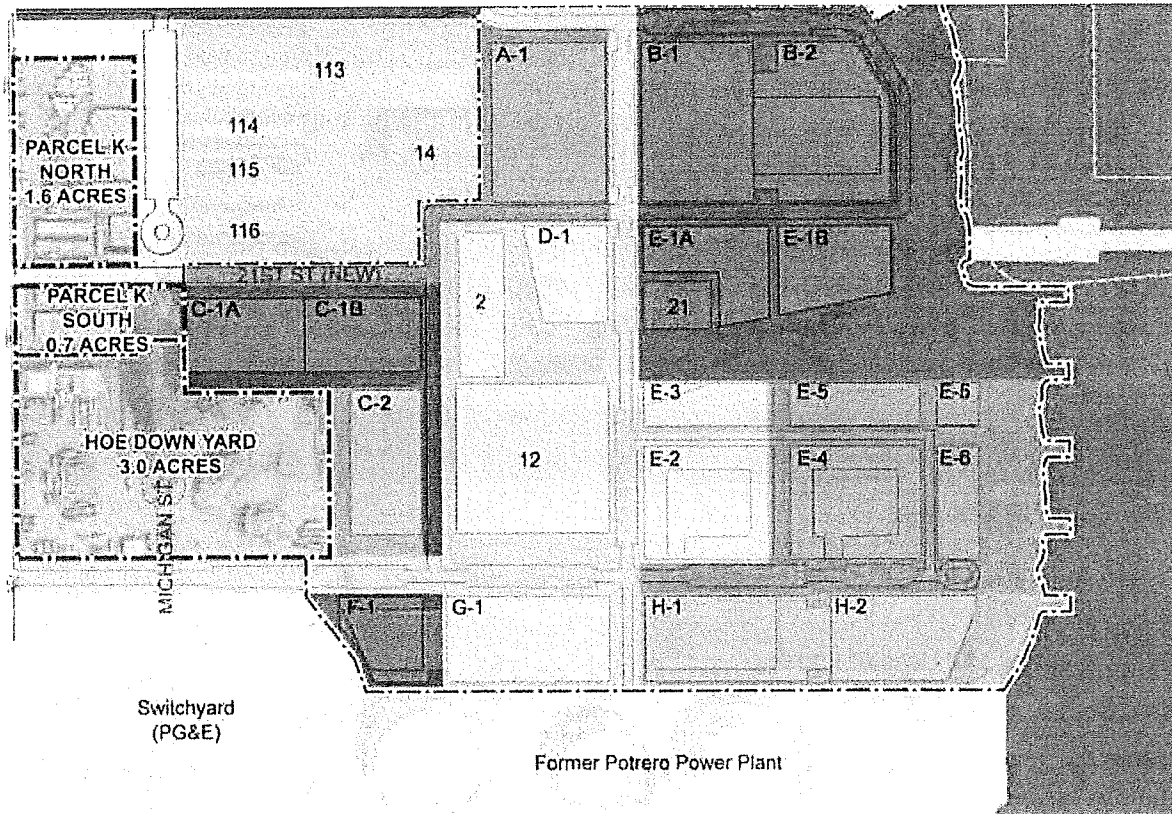 A-1
B-1
B-2
113
114
14
115
116
PARCEL K
NORTH
1.6 ACRES
D-1
E-1A
E-1B
21ST ST (NEW)
PARCEL K
SOUTH
0.7 ACRES
C-1A
C-1B
2
21
C-2
E-3
E-5
E-6
HOE DOWN YARD
3.0 ACRES
12
E-2
E-4
E-6
MICHIGAN ST
F-1
G-1
H-1
H-2
Switchyard
(PG&E)
Former Potrero Power Plant